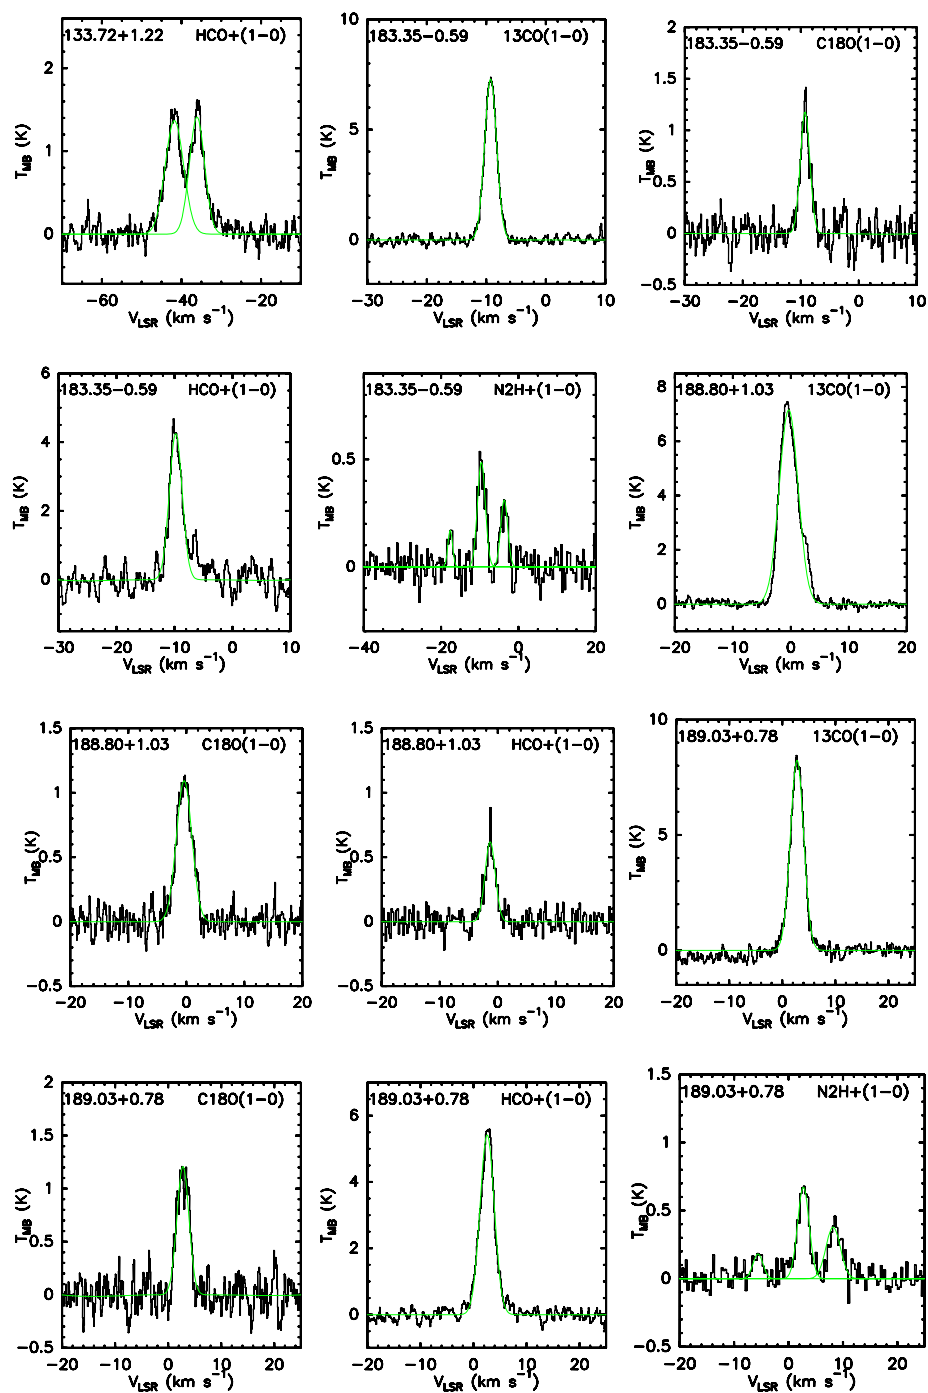 133.72+1.22 HCO+(1-0)
2
1
0
T_MB (K)
-60 -40 -20
V_LSR (km s^-1)
183.35-0.59 13CO(1-0)
10
5
0
T_MB (K)
-30 -20 -10 0 10
V_LSR (km s^-1)
183.35-0.59 C18O(1-0)
2
1.5
1
0.5
0
-0.5
T_MB (K)
-30 -20 -10 0 10
V_LSR (km s^-1)
183.35-0.59 HCO+(1-0)
6
4
2
0
T_MB (K)
-30 -20 -10 0 10
V_LSR (km s^-1)
183.35-0.59 N2H+(1-0)
0.5
0
T_MB (K)
-40 -20 0 20
V_LSR (km s^-1)
188.80+1.03 13CO(1-0)
8
6
4
2
0
T_MB (K)
-20 -10 0 10 20
V_LSR (km s^-1)
188.80+1.03 C18O(1-0)
1.5
1
0.5
0
-0.5
T_MB (K)
-20 -10 0 10 20
V_LSR (km s^-1)
188.80+1.03 HCO+(1-0)
1.5
1
0.5
0
-0.5
T_MB (K)
-20 -10 0 10 20
V_LSR (km s^-1)
189.03+0.78 13CO(1-0)
10
5
0
T_MB (K)
-20 -10 0 10 20
V_LSR (km s^-1)
189.03+0.78 C18O(1-0)
2
1.5
1
0.5
0
-0.5
T_MB (K)
-20 -10 0 10 20
V_LSR (km s^-1)
189.03+0.78 HCO+(1-0)
6
4
2
0
T_MB (K)
-20 -10 0 10 20
V_LSR (km s^-1)
189.03+0.78 N2H+(1-0)
1.5
1
0.5
0
-0.5
T_MB (K)
-20 -10 0 10 20
V_LSR (km s^-1)